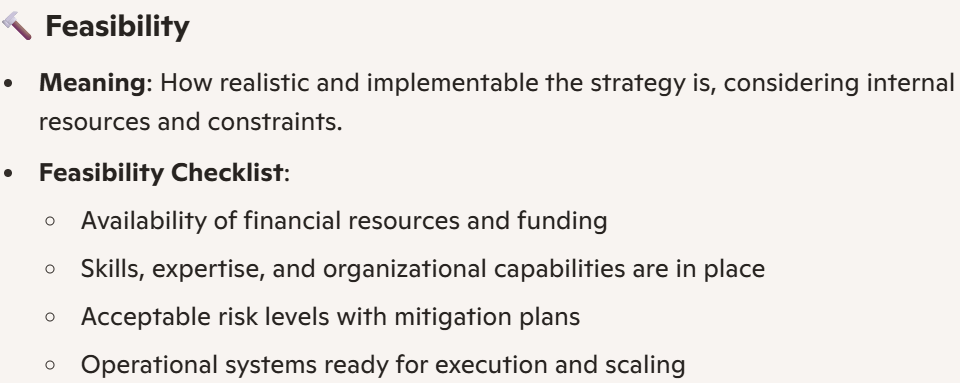 Feasibility
Meaning: How realistic and implementable the strategy is, considering internal
resources and constraints.
Feasibility Checklist:
Availability of financial resources and funding
Skills, expertise, and organizational capabilities are in place
Acceptable risk levels with mitigation plans
Operational systems ready for execution and scaling